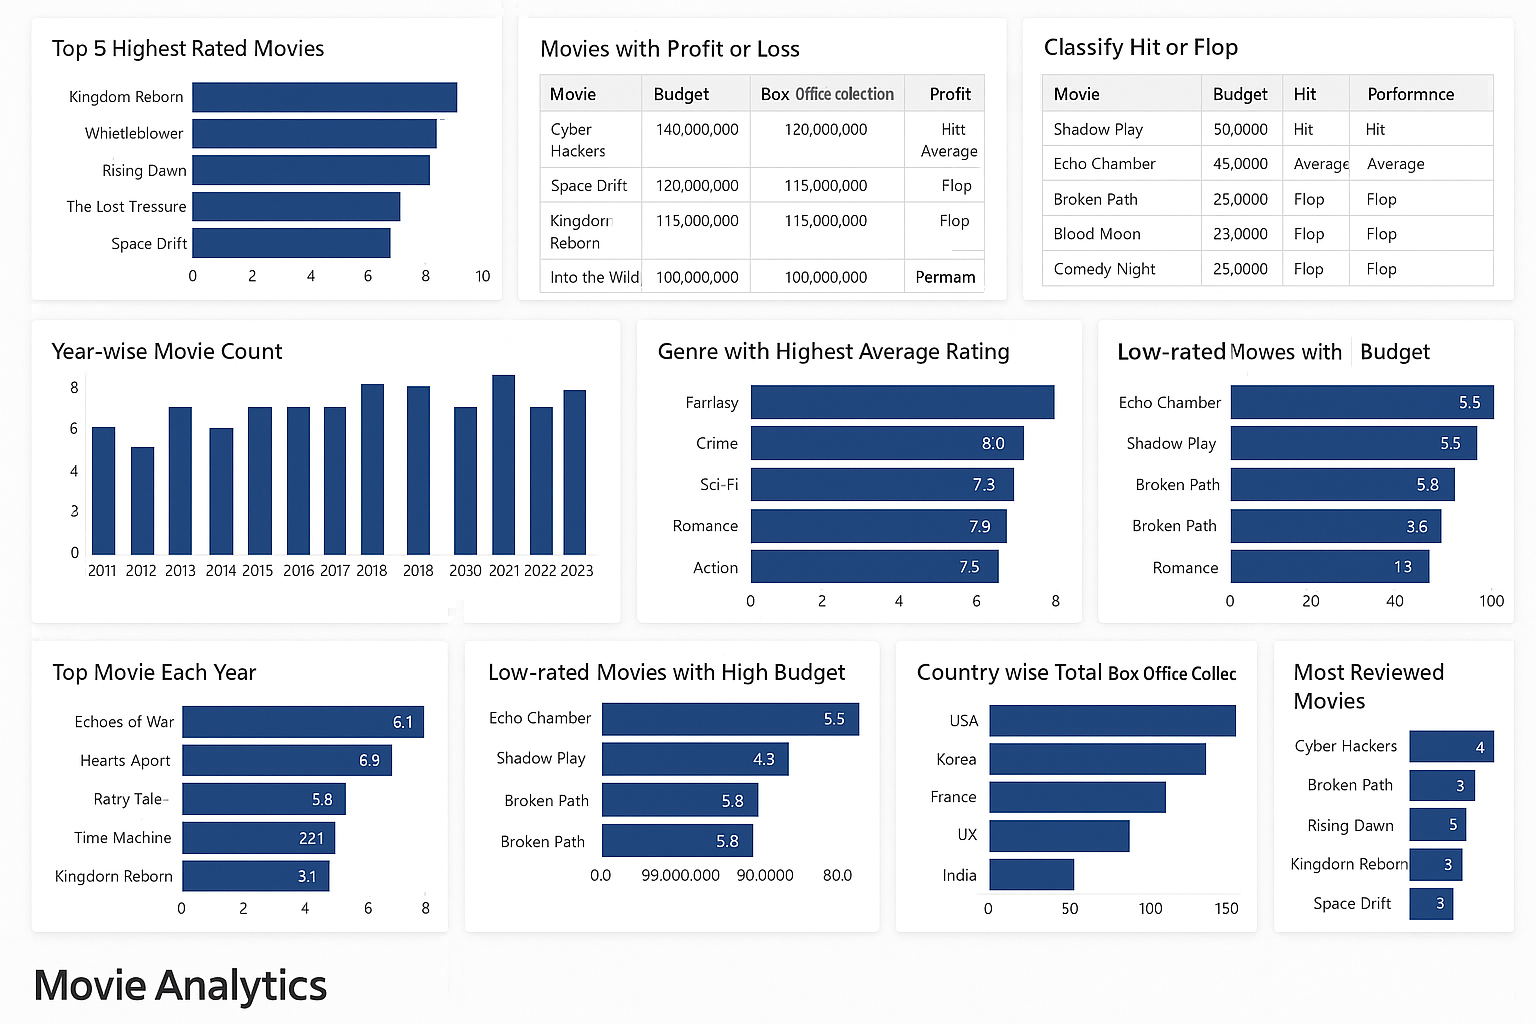 Top 5 Highest Rated Movies
Kingdom Reborn
Whietleblower
Rising Dawn
The Lost Tressure
Space Drift
0 2 4 6 8 10
Movies with Profit or Loss
Movie Budget Box Office colection Profit
Cyber Hackers 140,000,000 120,000,000 Hitt Average
Space Drift 120,000,000 115,000,000 Flop
Kingdorn Reborn 115,000,000 115,000,000 Flop
Into the Wild 100,000,000 100,000,000 Permam
Classify Hit or Flop
Movie Budget Hit Porformnce
Shadow Play 50,0000 Hit Hit
Echo Chamber 45,0000 Average Average
Broken Path 25,0000 Flop Flop
Blood Moon 23,0000 Flop Flop
Comedy Night 25,0000 Flop Flop
Year-wise Movie Count
8
6
4
2
0
2011 2012 2013 2014 2015 2016 2017 2018 2018 2030 2021 2022 2023
Genre with Highest Average Rating
Farrlasy
Crime 8.0
Sci-Fi 7.3
Romance 7.9
Action 7.5
0 2 4 6 8
Low-rated Mowes with Budget
Echo Chamber 5.5
Shadow Play 5.5
Broken Path 5.8
Broken Path 3.6
Romance 13
0 20 40 100
Top Movie Each Year
Echoes of War 6.1
Hearts Aport 6.9
Ratry Tale- 5.8
Time Machine 221
Kingdorn Reborn 3.1
0 2 4 6 8
Low-rated Movies with High Budget
Echo Chamber 5.5
Shadow Play 4.3
Broken Path 5.8
Broken Path 5.8
0.0 99.000.000 90.0000 80.0
Country wise Total Box Office Collec
USA
Korea
France
UX
India
0 50 100 150
Most Reviewed
Movies
Cyber Hackers 4
Broken Path 3
Rising Dawn 5
Kingdorn Reborn 3
Space Drift 3
Movie Analytics